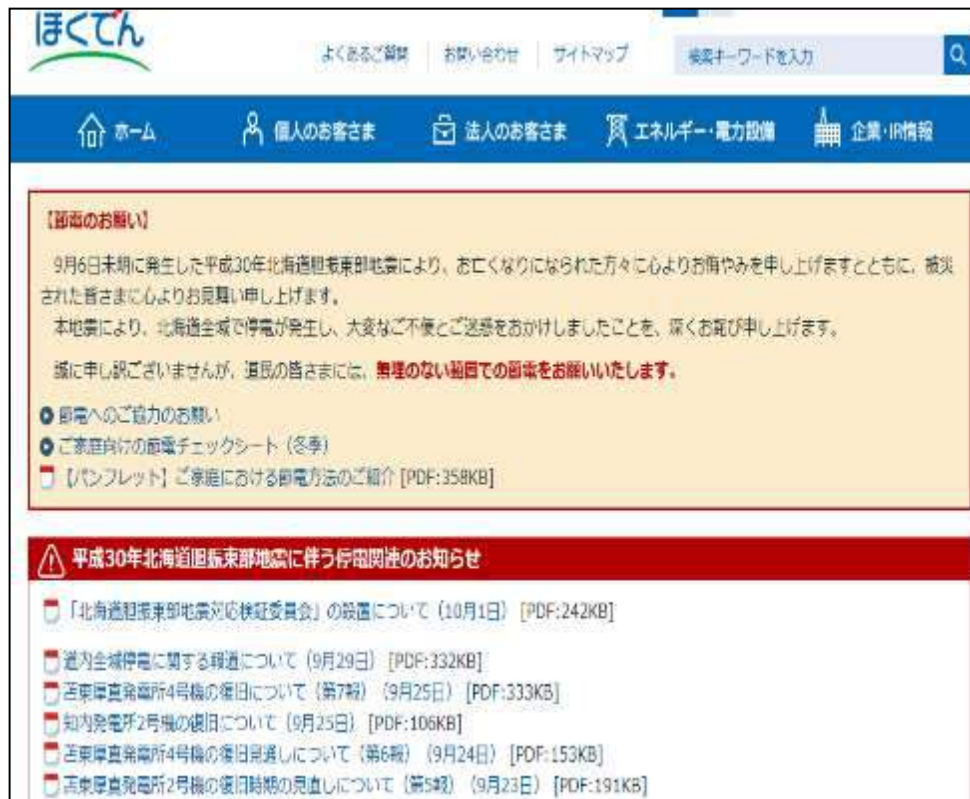 ほくでん
よくあるご質問 お問い合わせ サイトマップ 検索キーワードを入力
ホーム 個人のお客さま 法人のお客さま エネルギー・電力設備 企業・IR情報
【節電のお願い】
9月6日未明に発生した平成30年北海道胆振東部地震により、お亡くなりになられた方々に心よりお悔やみを申し上げますとともに、被災
された皆さまに心よりお見舞い申し上げます。
本地震により、北海道全域で停電が発生し、大変なご不便とご迷惑をおかけしましたことを、深くお詫び申し上げます。
誠に申し訳ございませんが、道民の皆さまには、無理のない範囲での節電をお願いいたします。
節電へのご協力のお願い
ご家庭向けの節電チェックシート（冬季）
【パンフレット】ご家庭における節電方法のご紹介 [PDF:358KB]
平成30年北海道胆振東部地震に伴う停電関連のお知らせ
「北海道胆振東部地震対応検証委員会」の設置について（10月1日） [PDF:242KB]
道内全域停電に関する報道について（9月29日） [PDF:332KB]
苫東厚真発電所4号機の復旧について（第7報）（9月25日） [PDF:333KB]
知内発電所2号機の復旧について（9月25日） [PDF:106KB]
苫東厚真発電所4号機の復旧見通しについて（第6報）（9月24日） [PDF:153KB]
苫東厚真発電所2号機の復旧時期の見直しについて（第5報）（9月23日） [PDF:191KB]